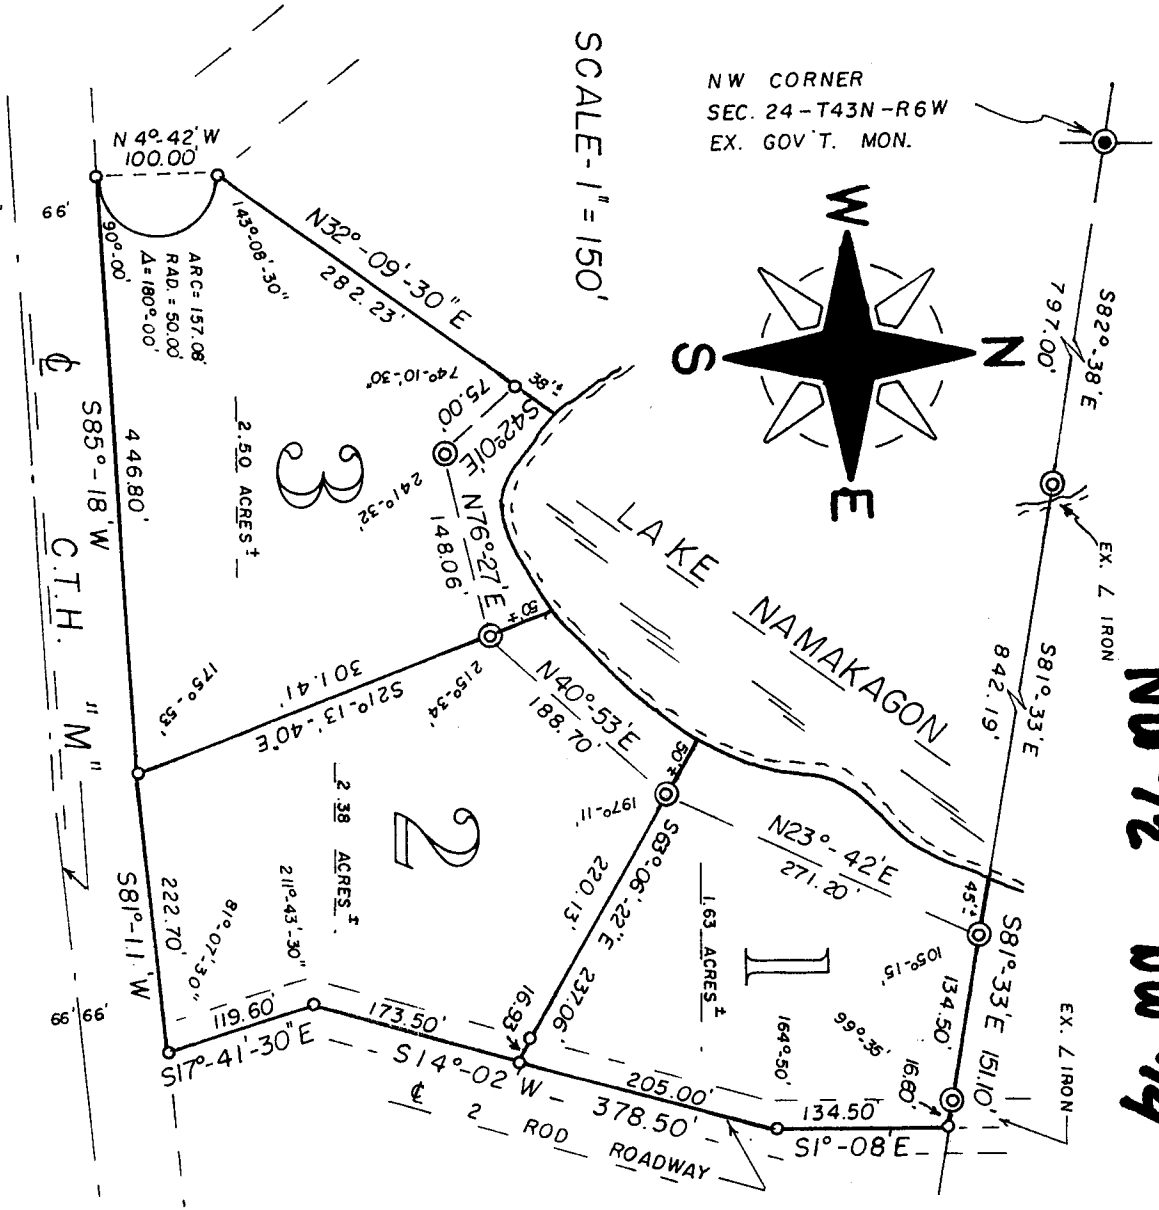 NW CORNER
SEC. 24-T43N-R6W
EX. GOV'T. MON.
SCALE-1"=150'
N
S
E
W
S82°-38'E
797.00'
EX. ∠ IRON
S81°-33'E
842.19'
N 4°-42' W
100.00'
66'
90°-00'
ARC=157.08'
RAD.=50.00'
Δ=180°-00'
143°-08'-30"
N32°-09'-30"E
282.23'
38'±
74°-10'-30"
75.00'
S42°01'E
241°-32'
N76°-27'E
148.06'
50'±
3
2.50 ACRES±
S85°-18'W
446.80'
℄
C.T.H. "M"
175°-53'
301.41'
S21°-13'-40"E
215°-34'
N40°-53'E
188.70'
LAKE NAMAKAGON
50'±
197°-11'
2
2.38 ACRES±
S63°-06'-22"E
220.13'
237.06'
16.93'
N23°-42'E
271.20'
1.63 ACRES±
1
45'±
105°-15'
S81°-33'E 151.10'
134.50'
99°-35'
16.60'
EX. ∠ IRON
164°-50'
134.50'
S1°-08'E
205.00'
S14°-02'W
378.50'
173.50'
℄ 2 ROD ROADWAY
211°-43'-30"
81°-07'-30"
119.60'
S17°-41'-30"E
222.70'
S81°-11'W
66' 66'